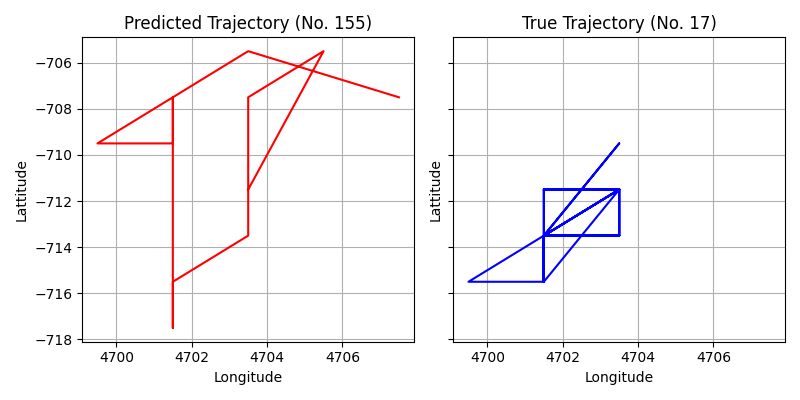 Predicted Trajectory (No. 155)
−706
−708
−710
−712
−714
−716
−718
Lattitude
4700 4702 4704 4706
Longitude
True Trajectory (No. 17)
Lattitude
4700 4702 4704 4706
Longitude